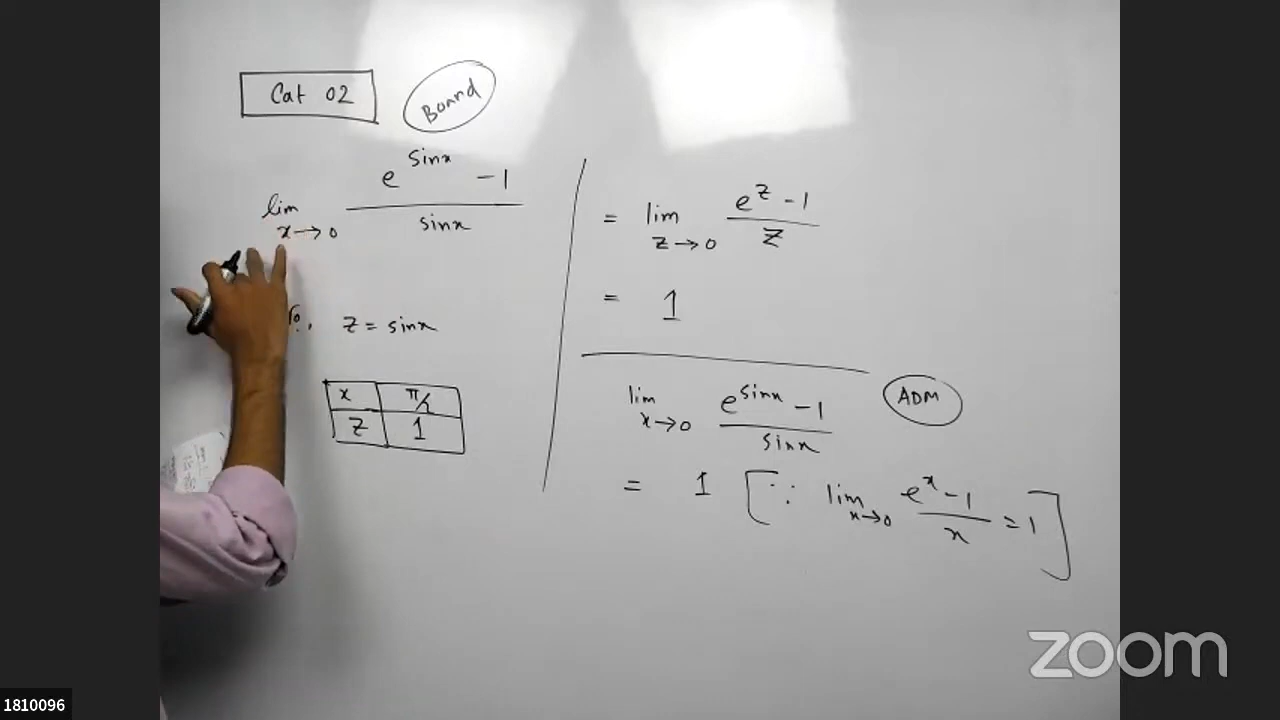 Cat 02
Board
lim x→0 (e^sinx - 1)/sinx
z = sinx
x | π/2
z | 1
= lim z→0 (e^z - 1)/z
= 1
lim x→0 (e^sinx - 1)/sinx
ADM
= 1 [∵ lim x→0 (e^x - 1)/x = 1]
zoom
1810096